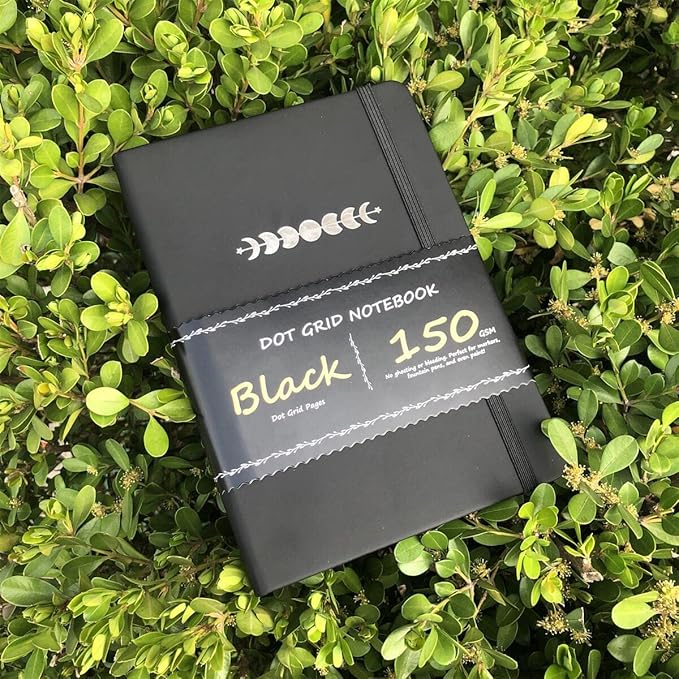 DOT GRID NOTEBOOK
Black
Dot Grid Pages
150 GSM
No ghosting or bleeding. Perfect for markers,
fountain pens, and even paint!